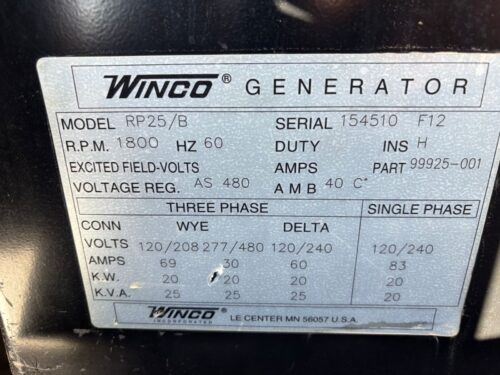 WINCO® GENERATOR
MODEL RP25/B SERIAL 154510 F12
R.P.M. 1800 HZ 60 DUTY INS H
EXCITED FIELD-VOLTS AMPS PART 99925-001
VOLTAGE REG. AS 480 AMB 40 C°
THREE PHASE SINGLE PHASE
CONN WYE DELTA
VOLTS 120/208 277/480 120/240 120/240
AMPS 69 30 60 83
K.W. 20 20 20 20
K.V.A. 25 25 25 20
WINCO INCORPORATED LE CENTER MN 56057 U.S.A.